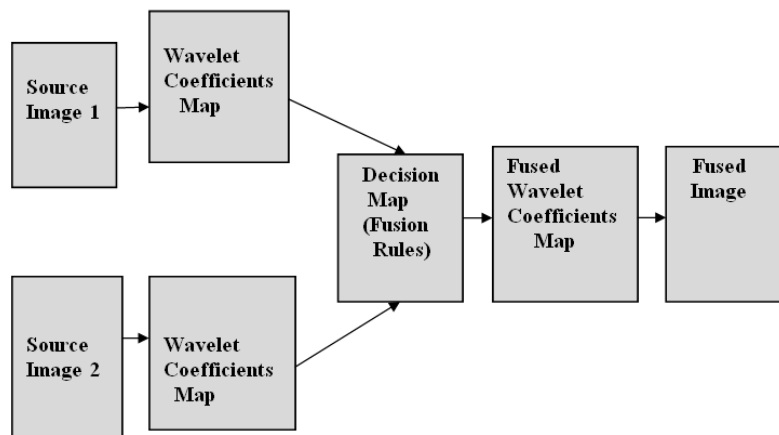 Source
Image 1
Wavelet
Coefficients
Map
Decision
Map
(Fusion
Rules)
Fused
Wavelet
Coefficients
Map
Fused
Image
Source
Image 2
Wavelet
Coefficients
Map